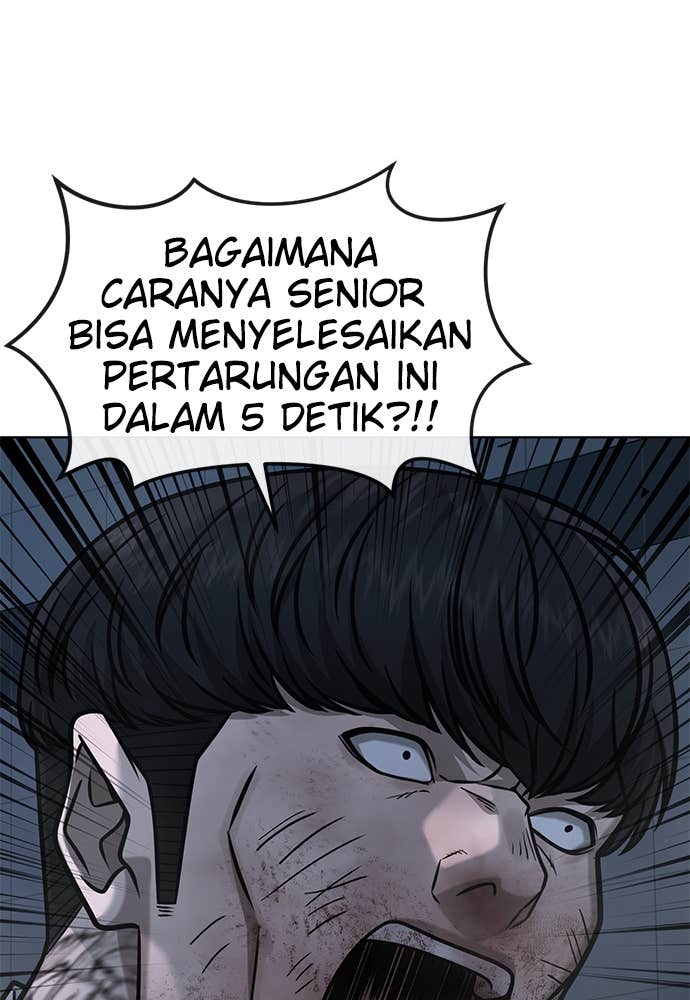 BAGAIMANA
CARANYA SENIOR
BISA MENYELESAIKAN
PERTARUNGAN INI
DALAM 5 DETIK?!!